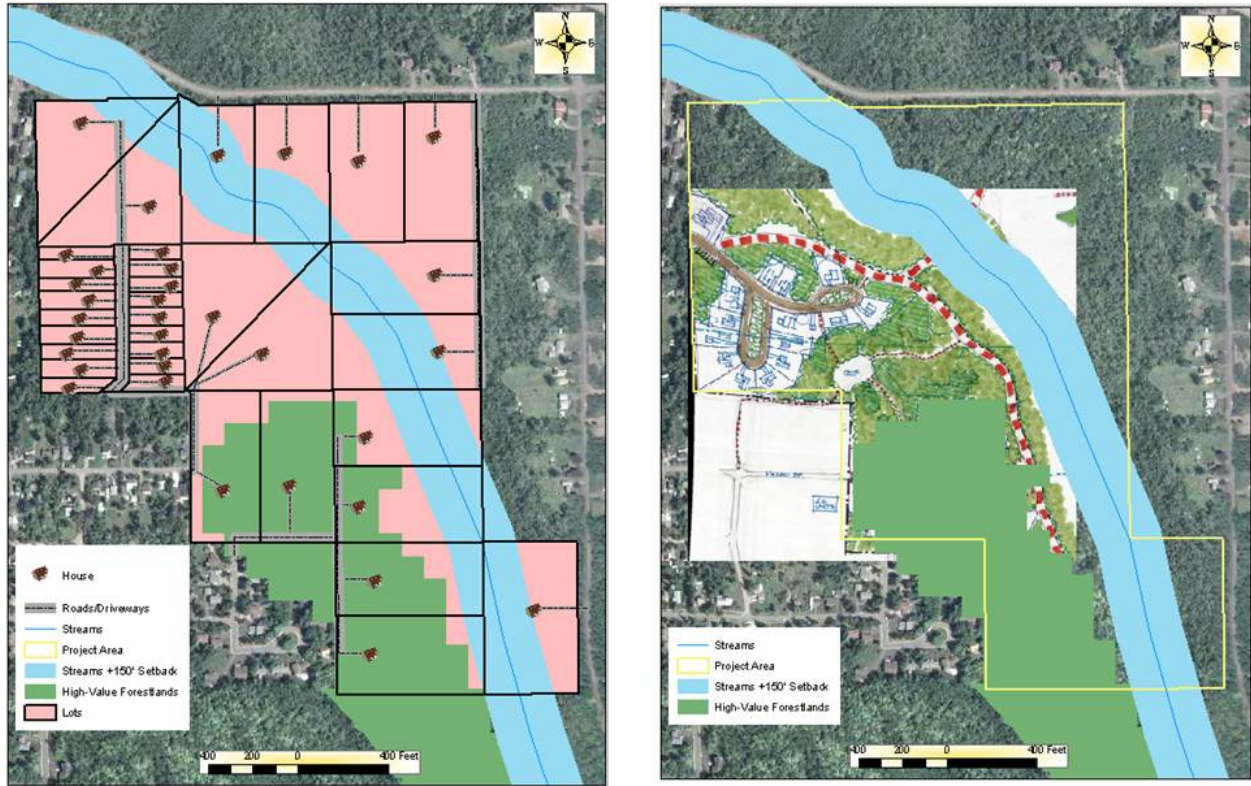 N
W E
S
House
Roads/Driveways
Streams
Project Area
Streams +150' Setback
High-Value Forestlands
Lots
400 200 0 400 Feet
N
W E
S
Streams
Project Area
Streams +150' Setback
High-Value Forestlands
400 200 0 400 Feet